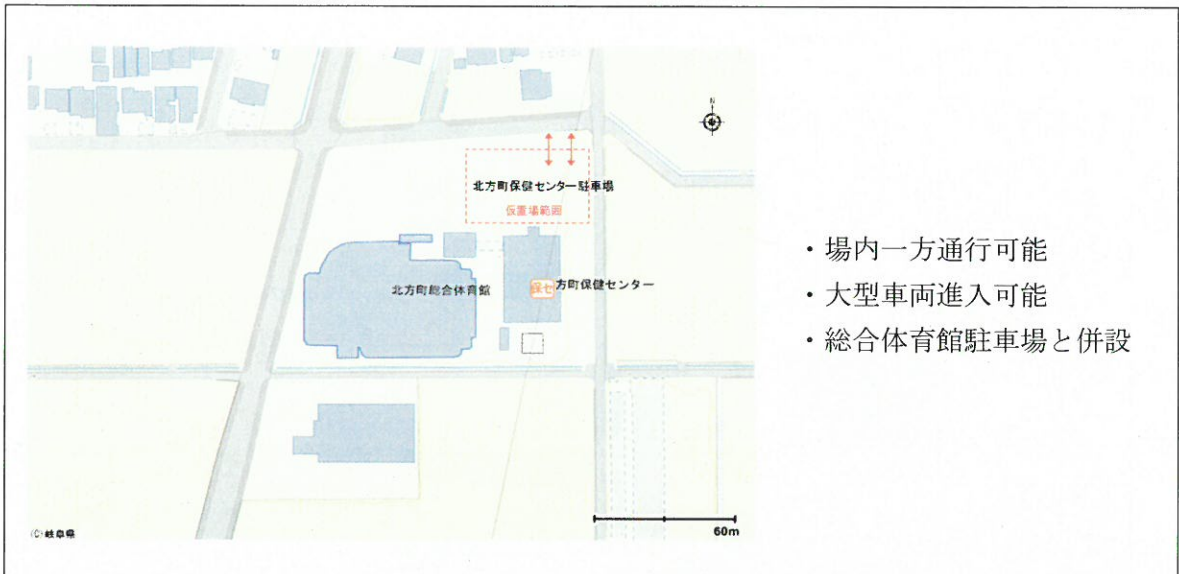 N
北方町保健センター駐車場
仮置場範囲
北方町総合体育館
保セ
方町保健センター
60m
(C)岐阜県
・場内一方通行可能
・大型車両進入可能
・総合体育館駐車場と併設